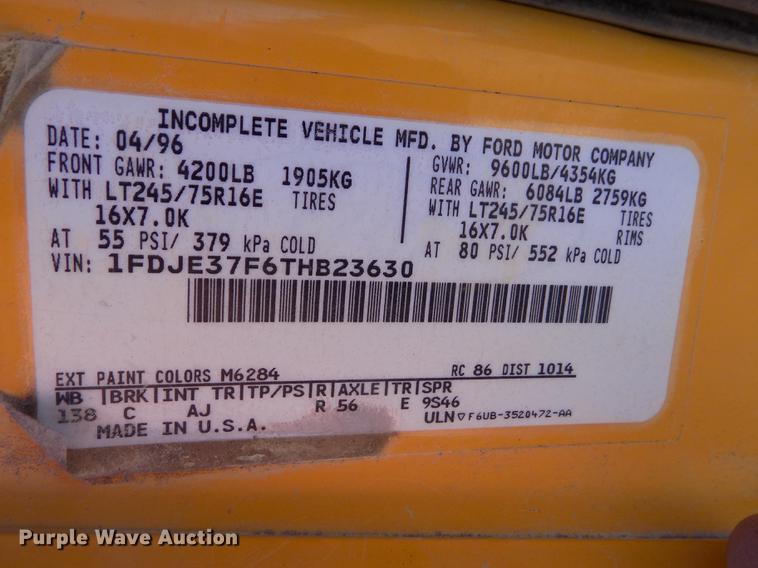 INCOMPLETE VEHICLE MFD. BY FORD MOTOR COMPANY
DATE: 04/96
GVWR: 9600LB/4354KG
FRONT GAWR: 4200LB 1905KG
REAR GAWR: 6084LB 2759KG
WITH LT245/75R16E TIRES
WITH LT245/75R16E TIRES
16X7.0K
16X7.0K RIMS
AT 55 PSI/ 379 kPa COLD
AT 80 PSI/ 552 kPa COLD
VIN: 1FDJE37F6THB23630
EXT PAINT COLORS M6284 RC 86 DIST 1014
WB |BRK|INT TR|TP/PS|R|AXLE|TR|SPR
138 C AJ R 56 E 9S46
MADE IN U.S.A. ULN ▽ F6UB-3520472-AA
Purple Wave Auction